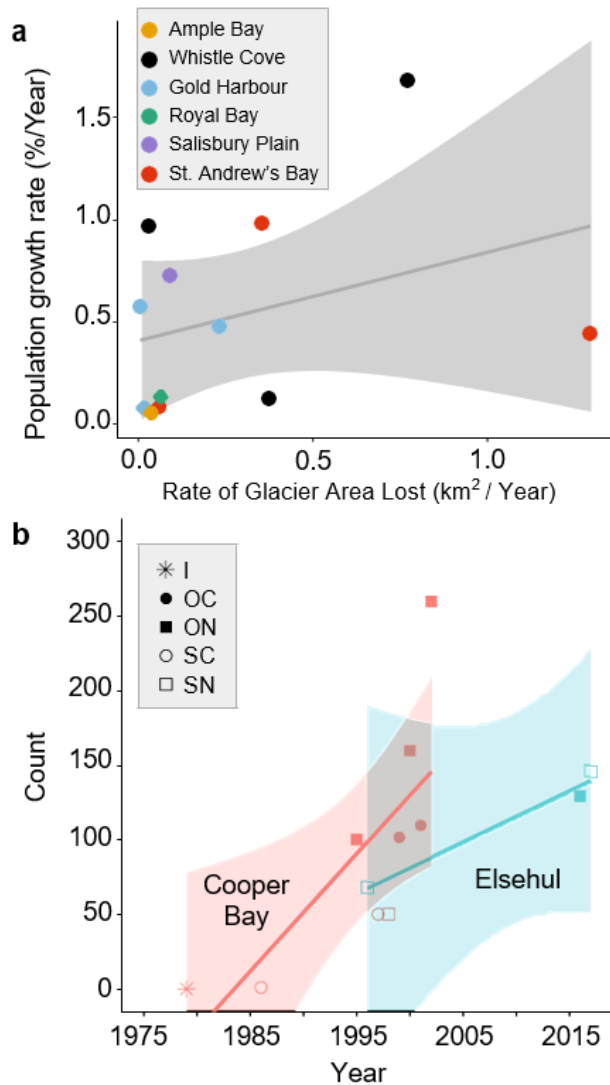 a
Ample Bay
Whistle Cove
Gold Harbour
Royal Bay
Salisbury Plain
St. Andrew's Bay
Population growth rate (%/Year)
1.5
1.0
0.5
0.0
0.0 0.5 1.0
Rate of Glacier Area Lost (km² / Year)
b
I
OC
ON
SC
SN
Count
300
250
200
150
100
50
0
Cooper
Bay
Elsehul
1975 1985 1995 2005 2015
Year